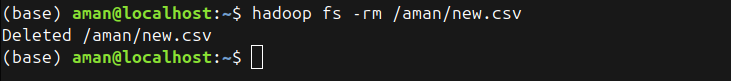 (base) aman@localhost:~$ hadoop fs -rm /aman/new.csv
Deleted /aman/new.csv
(base) aman@localhost:~$